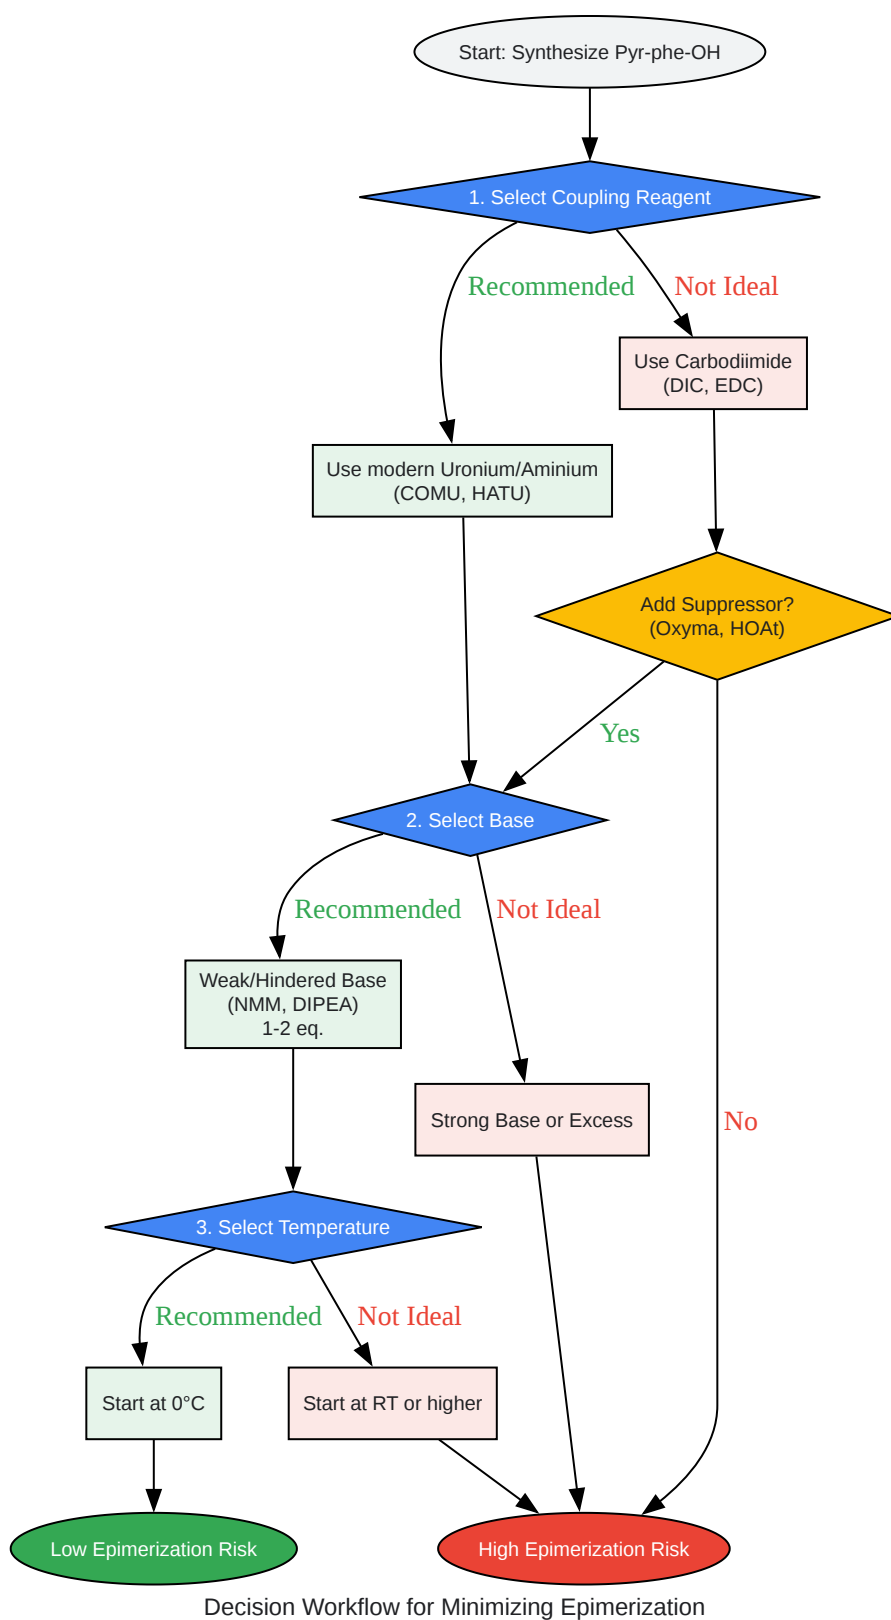 Start: Synthesize Pyr-phe-OH
1. Select Coupling Reagent
Recommended
Not Ideal
Use Carbodiimide
(DIC, EDC)
Use modern Uronium/Aminium
(COMU, HATU)
Add Suppressor?
(Oxyma, HOAt)
Yes
2. Select Base
Recommended
Not Ideal
Weak/Hindered Base
(NMM, DIPEA)
1-2 eq.
Strong Base or Excess
No
3. Select Temperature
Recommended
Not Ideal
Start at 0°C
Start at RT or higher
Low Epimerization Risk
High Epimerization Risk
Decision Workflow for Minimizing Epimerization